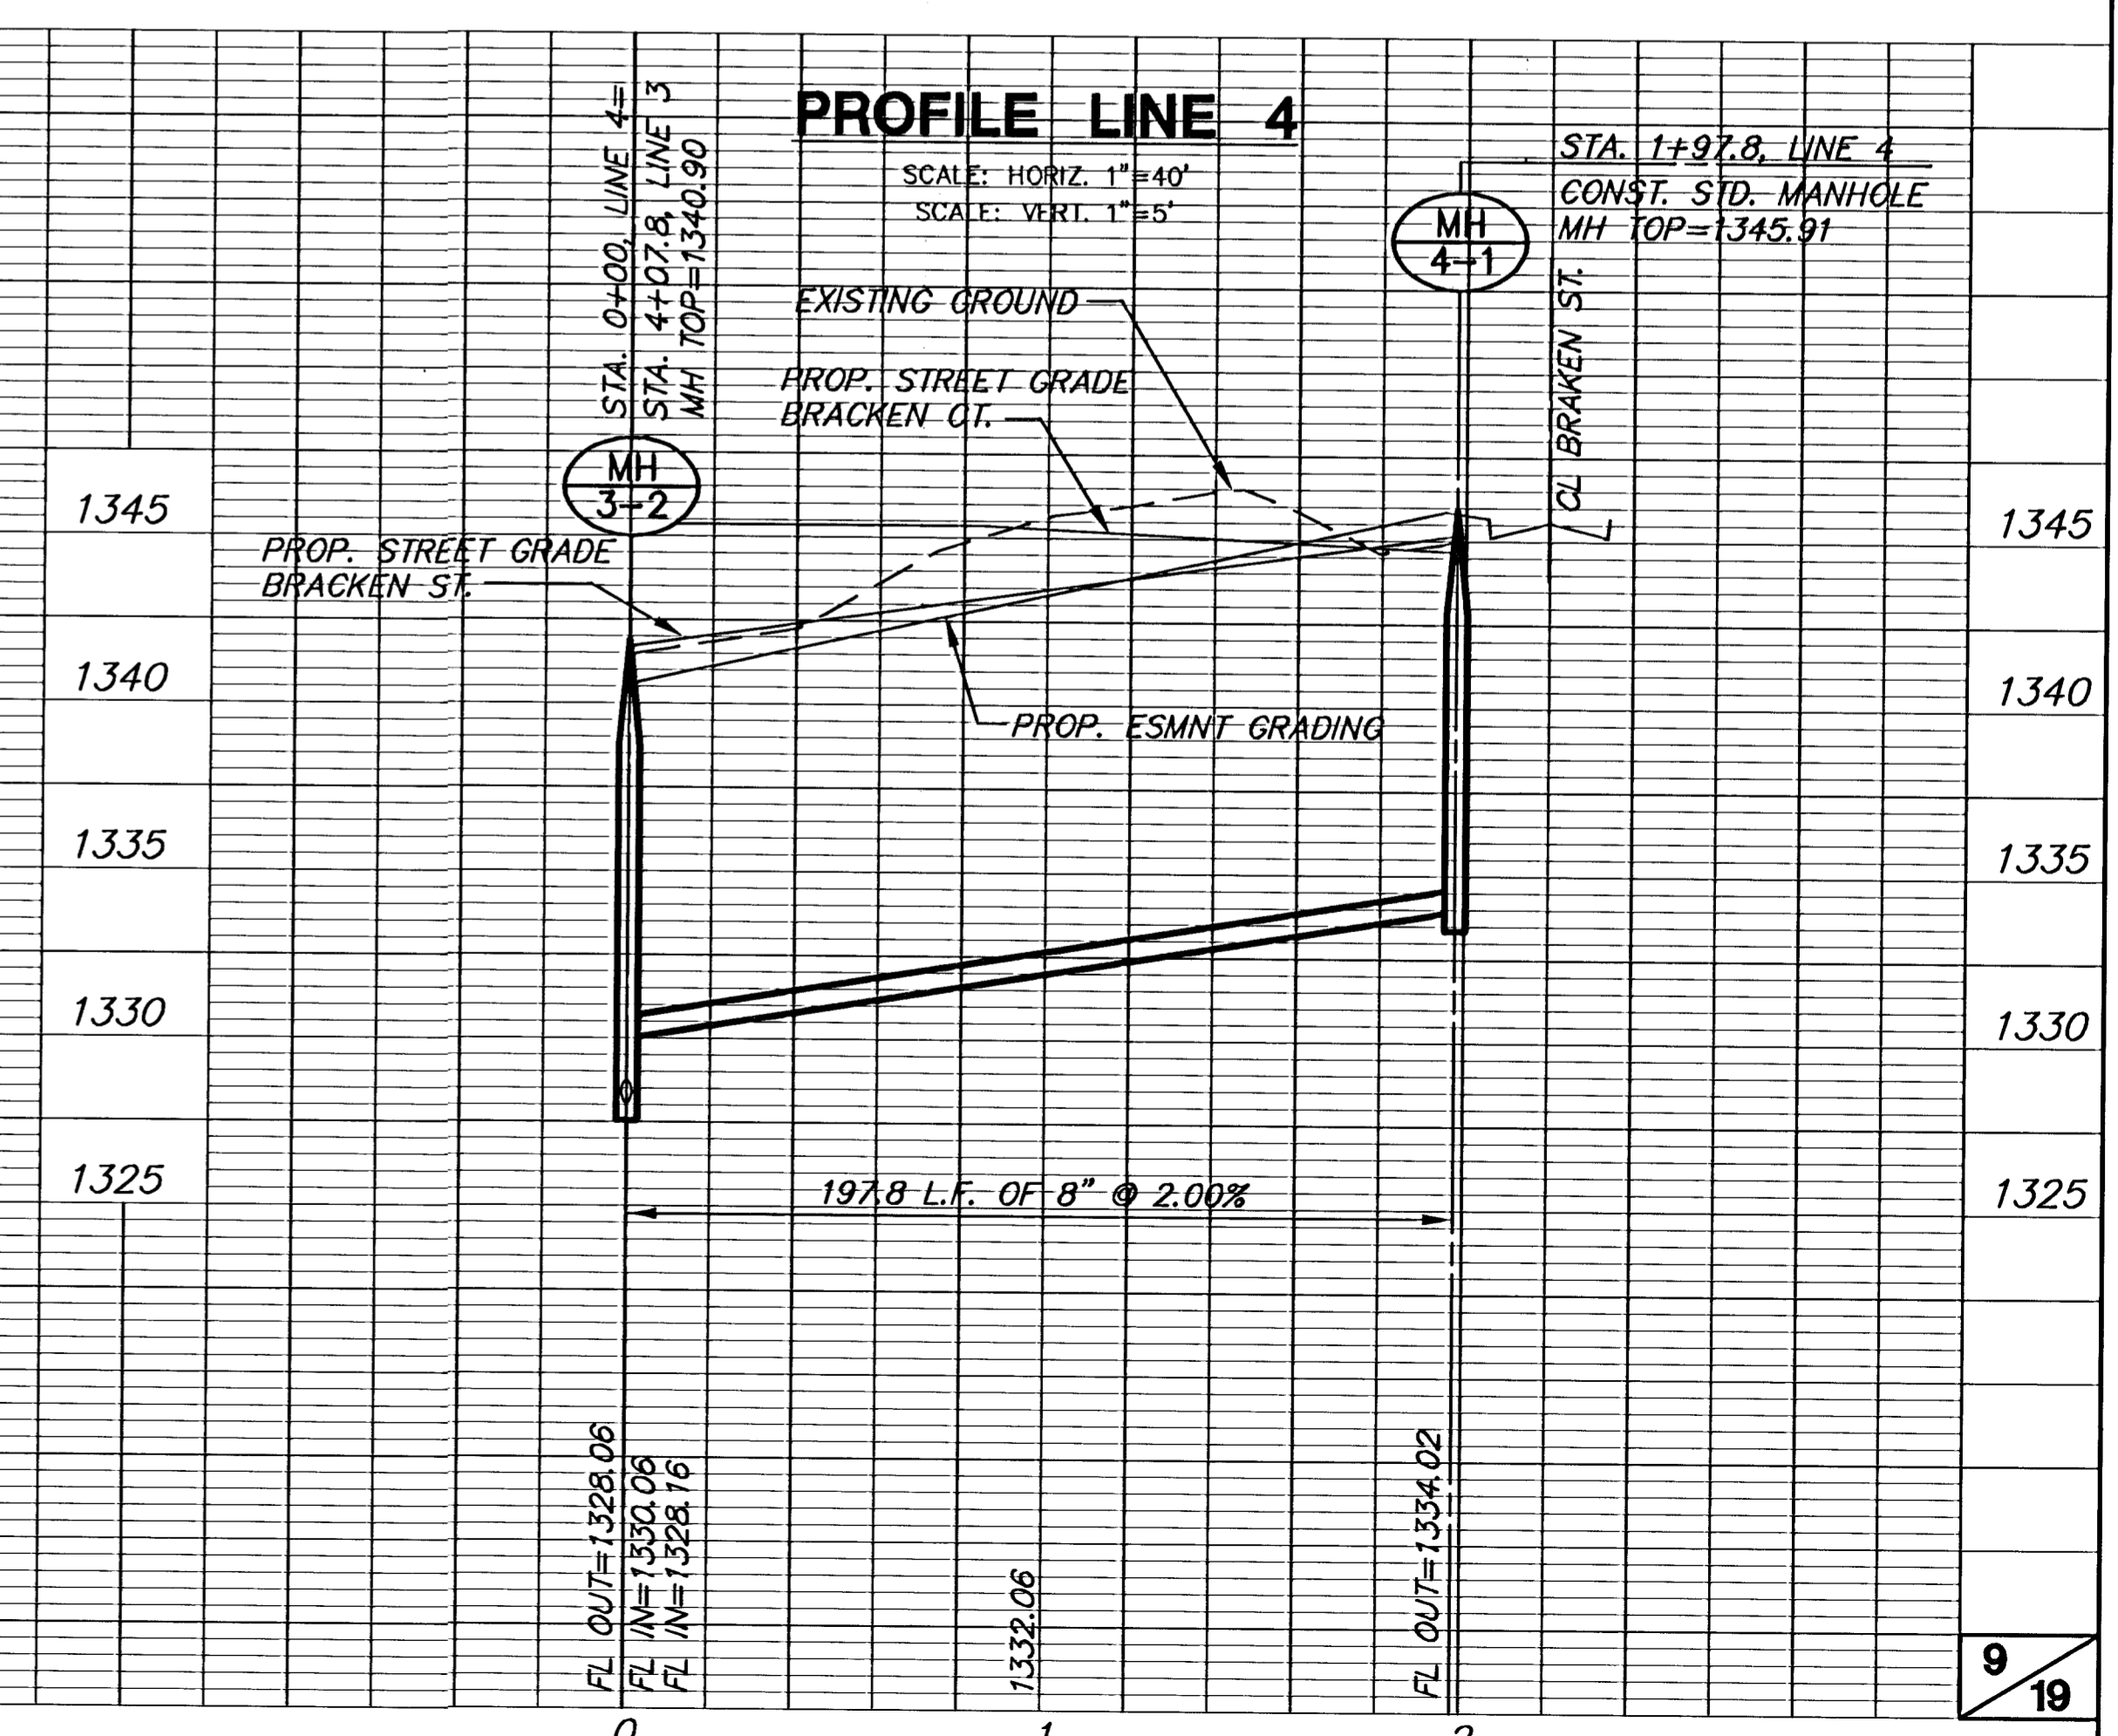 PROFILE LINE 4
SCALE: HORIZ. 1"=40'
SCALE: VERT. 1"=5'
STA. 0+00, LINE 4=
STA. 4+07.8, LINE 3
MH TOP=1340.90
MH
3-2
STA. 1+97.8, LINE 4
CONST. STD. MANHOLE
MH TOP=1345.91
MH
4-1
CL BRAKEN ST.
EXISTING GROUND
PROP. STREET GRADE
BRACKEN CT.
PROP. STREET GRADE
BRACKEN ST.
PROP. ESMNT GRADING
1345
1340
1335
1330
1325
1345
1340
1335
1330
1325
197.8 L.F. OF 8" @ 2.00%
FL OUT=1328.06
FL IN=1330.06
FL IN=1328.16
1332.06
FL OUT=1334.02
9
19
0
1
2